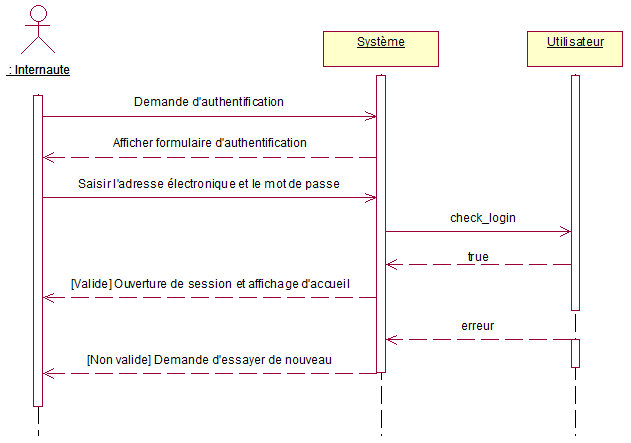 Système
Utilisateur
: Internaute
Demande d'authentification
Afficher formulaire d'authentification
Saisir l'adresse électronique et le mot de passe
check_login
true
[Valide] Ouverture de session et affichage d'accueil
erreur
[Non valide] Demande d'essayer de nouveau